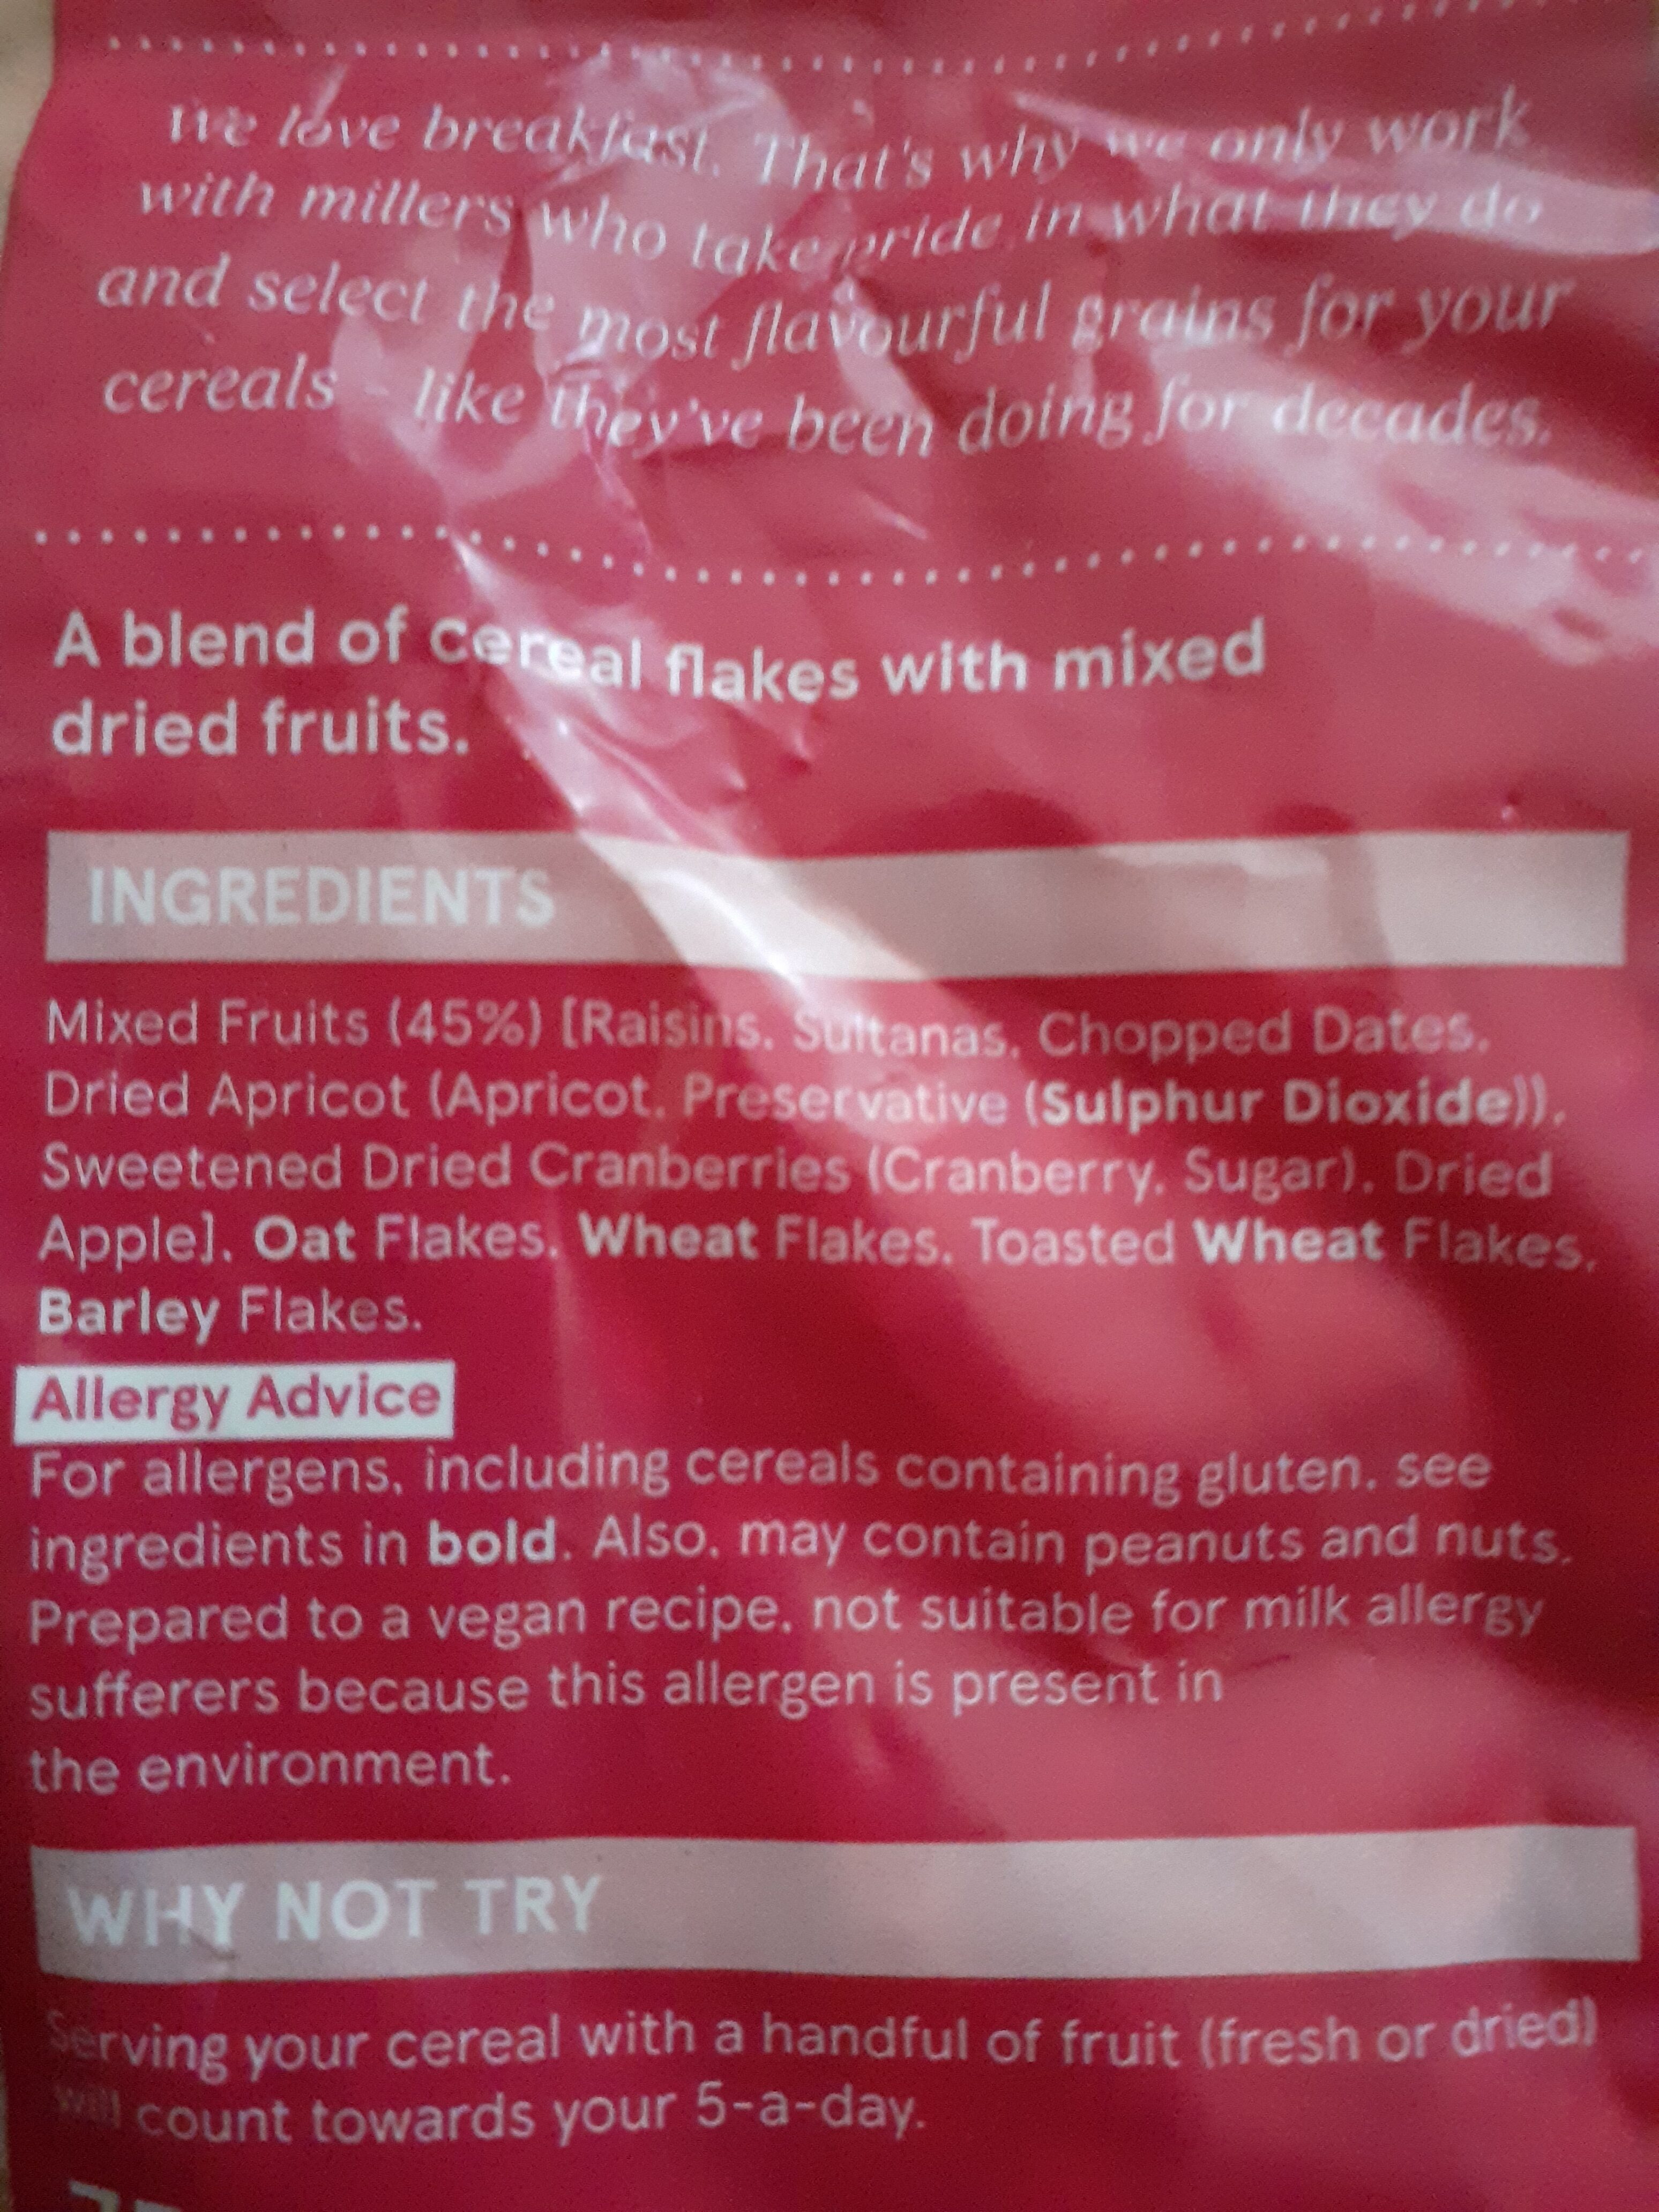 We love breakfast. That's why we only work
with millers who take pride in what they do
and select the most flavourful grains for your
cereals - like they've been doing for decades.
A blend of cereal flakes with mixed
dried fruits.
INGREDIENTS
Mixed Fruits (45%) [Raisins, Sultanas, Chopped Dates,
Dried Apricot (Apricot, Preservative (Sulphur Dioxide)),
Sweetened Dried Cranberries (Cranberry, Sugar), Dried
Apple], Oat Flakes, Wheat Flakes, Toasted Wheat Flakes,
Barley Flakes.
Allergy Advice
For allergens, including cereals containing gluten, see
ingredients in bold. Also, may contain peanuts and nuts.
Prepared to a vegan recipe, not suitable for milk allergy
sufferers because this allergen is present in
the environment.
WHY NOT TRY
Serving your cereal with a handful of fruit (fresh or dried)
will count towards your 5-a-day.